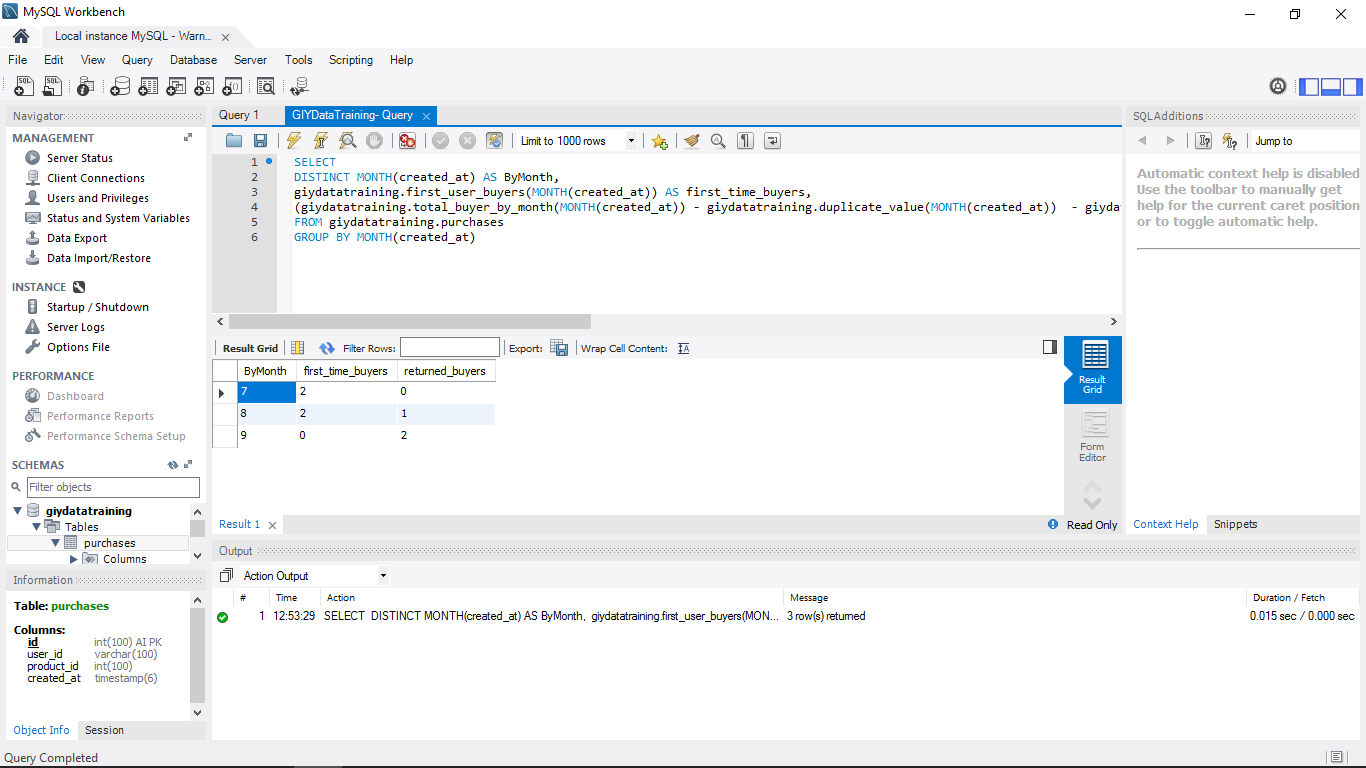 MySQL Workbench
Local instance MySQL - Warn...
File Edit View Query Database Server Tools Scripting Help
Navigator
MANAGEMENT
Server Status
Client Connections
Users and Privileges
Status and System Variables
Data Export
Data Import/Restore
INSTANCE
Startup / Shutdown
Server Logs
Options File
PERFORMANCE
Dashboard
Performance Reports
Performance Schema Setup
SCHEMAS
Filter objects
giydatatraining
Tables
purchases
Columns
Information
Table: purchases
Columns:
id int(100) AI PK
user_id varchar(100)
product_id int(100)
created_at timestamp(6)
Object Info Session
Query 1 GIYDataTraining- Query
Limit to 1000 rows
1 SELECT
2 DISTINCT MONTH(created_at) AS ByMonth,
3 giydatatraining.first_user_buyers(MONTH(created_at)) AS first_time_buyers,
4 (giydatatraining.total_buyer_by_month(MONTH(created_at)) - giydatatraining.duplicate_value(MONTH(created_at)) - giydat
5 FROM giydatatraining.purchases
6 GROUP BY MONTH(created_at)
Result Grid Filter Rows: Export: Wrap Cell Content:
ByMonth first_time_buyers returned_buyers
7 2 0
8 2 1
9 0 2
Result Grid
Form Editor
Result 1 Read Only
SQLAdditions
Jump to
Automatic context help is disabled
Use the toolbar to manually get
help for the current caret position
or to toggle automatic help.
Context Help Snippets
Output
Action Output
# Time Action Message Duration / Fetch
1 12:53:29 SELECT DISTINCT MONTH(created_at) AS ByMonth, giydatatraining.first_user_buyers(MON... 3 row(s) returned 0.015 sec / 0.000 sec
Query Completed